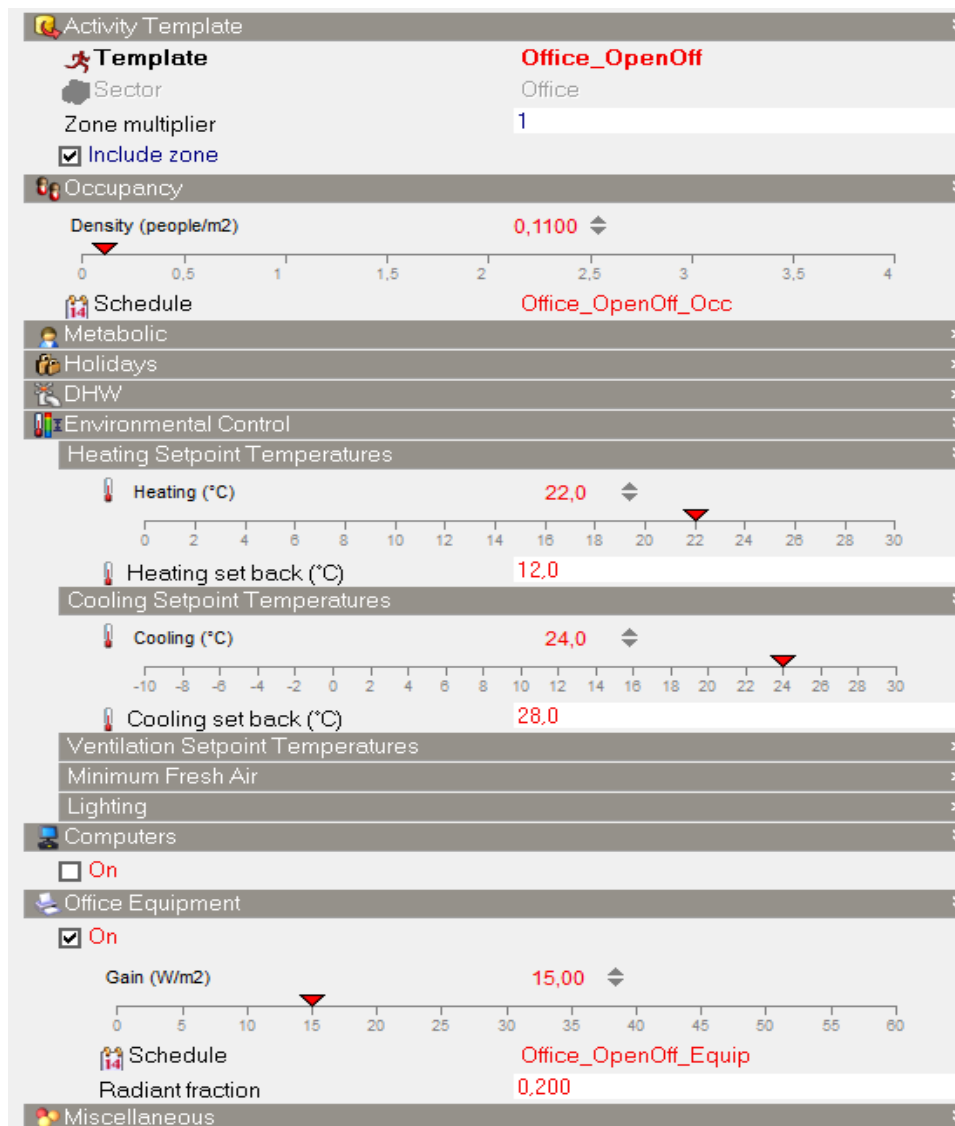 Activity Template
Template Office_OpenOff
Sector Office
Zone multiplier 1
Include zone
Occupancy
Density (people/m2) 0,1100
0 0,5 1 1,5 2 2,5 3 3,5 4
14 Schedule Office_OpenOff_Occ
Metabolic
Holidays
DHW
Environmental Control
Heating Setpoint Temperatures
Heating (°C) 22,0
0 2 4 6 8 10 12 14 16 18 20 22 24 26 28 30
Heating set back (°C) 12,0
Cooling Setpoint Temperatures
Cooling (°C) 24,0
-10 -8 -6 -4 -2 0 2 4 6 8 10 12 14 16 18 20 22 24 26 28 30
Cooling set back (°C) 28,0
Ventilation Setpoint Temperatures
Minimum Fresh Air
Lighting
Computers
On
Office Equipment
On
Gain (W/m2) 15,00
0 5 10 15 20 25 30 35 40 45 50 55 60
14 Schedule Office_OpenOff_Equip
Radiant fraction 0,200
Miscellaneous